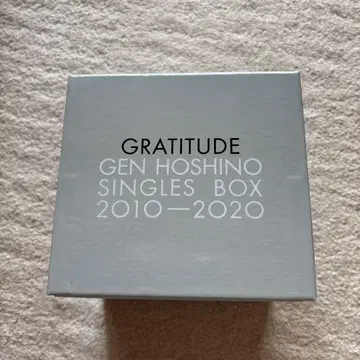 GRATITUDE
GEN HOSHINO
SINGLES BOX
2010—2020